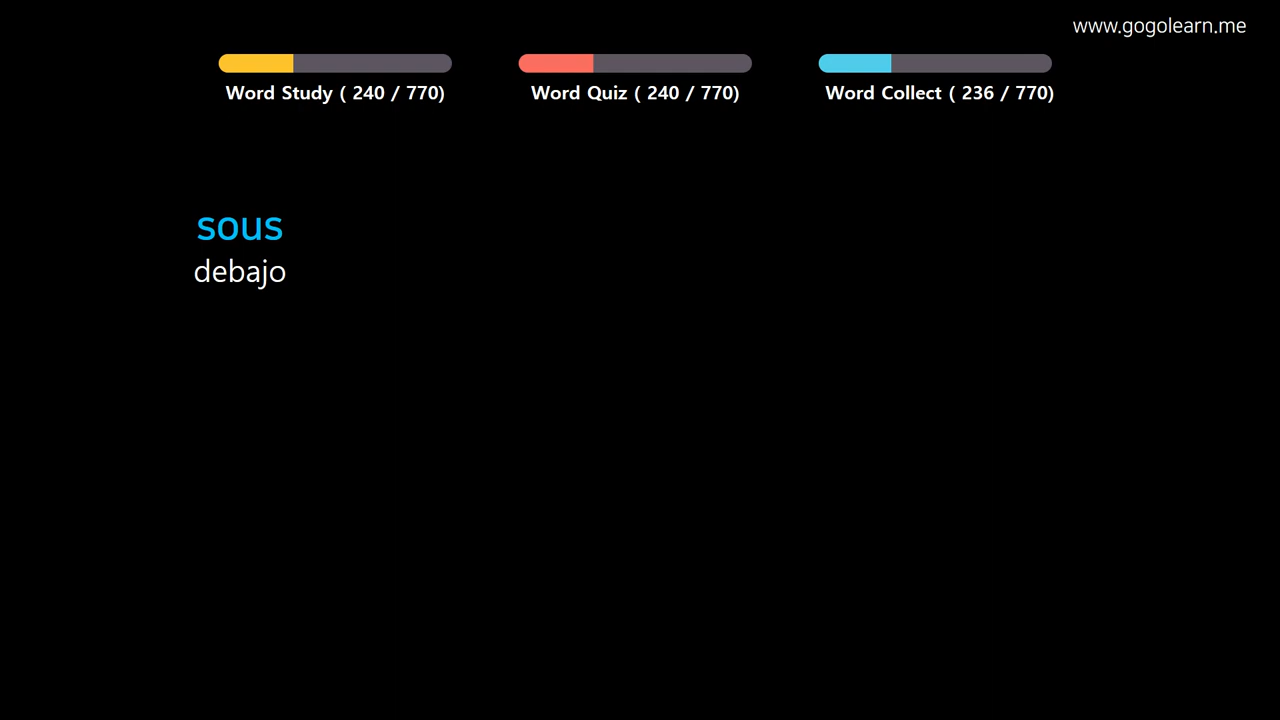 www.gogolearn.me
Word Study ( 240 / 770)
Word Quiz ( 240 / 770)
Word Collect ( 236 / 770)
sous
debajo